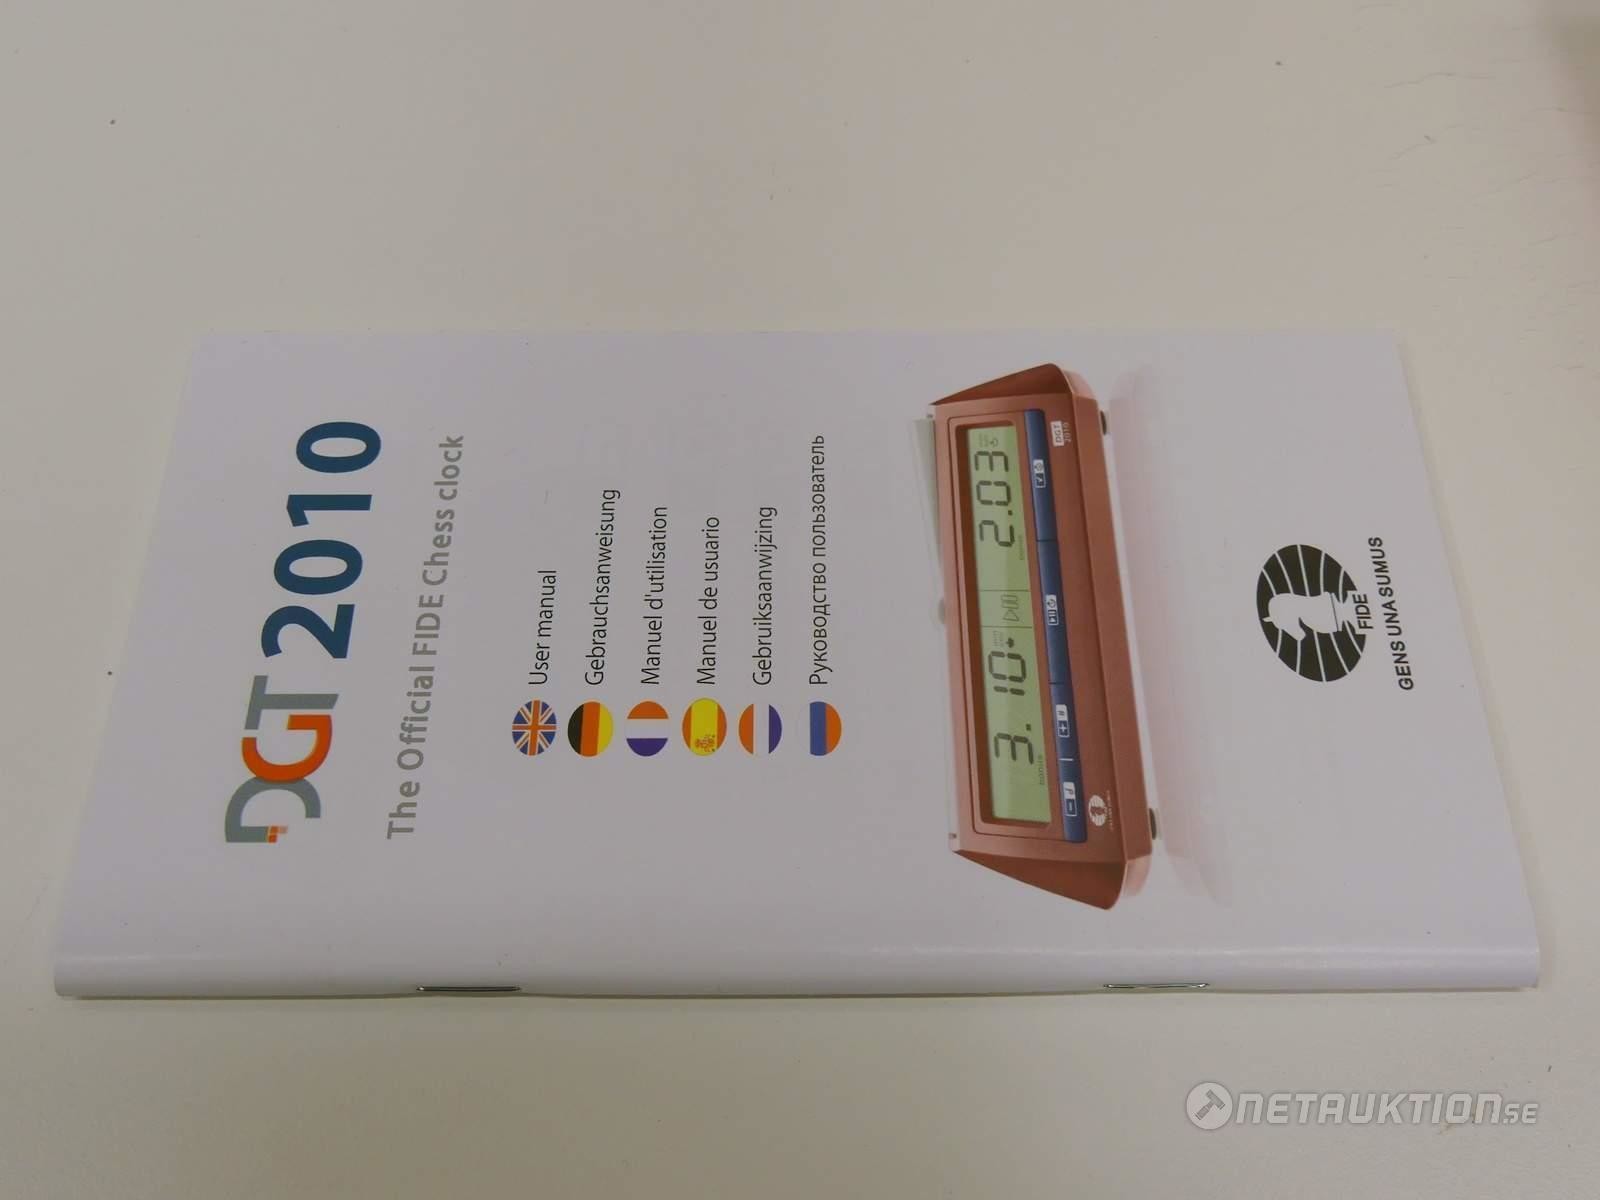 DGT 2010
The Official FIDE Chess clock
User manual
Gebrauchsanweisung
Manuel d'utilisation
Manuel de usuario
Gebruiksaanwijzing
Руководство пользователь
3. 10 2.03
DGT
2010
FIDE
GENS UNA SUMUS
NETAUKTION.SE